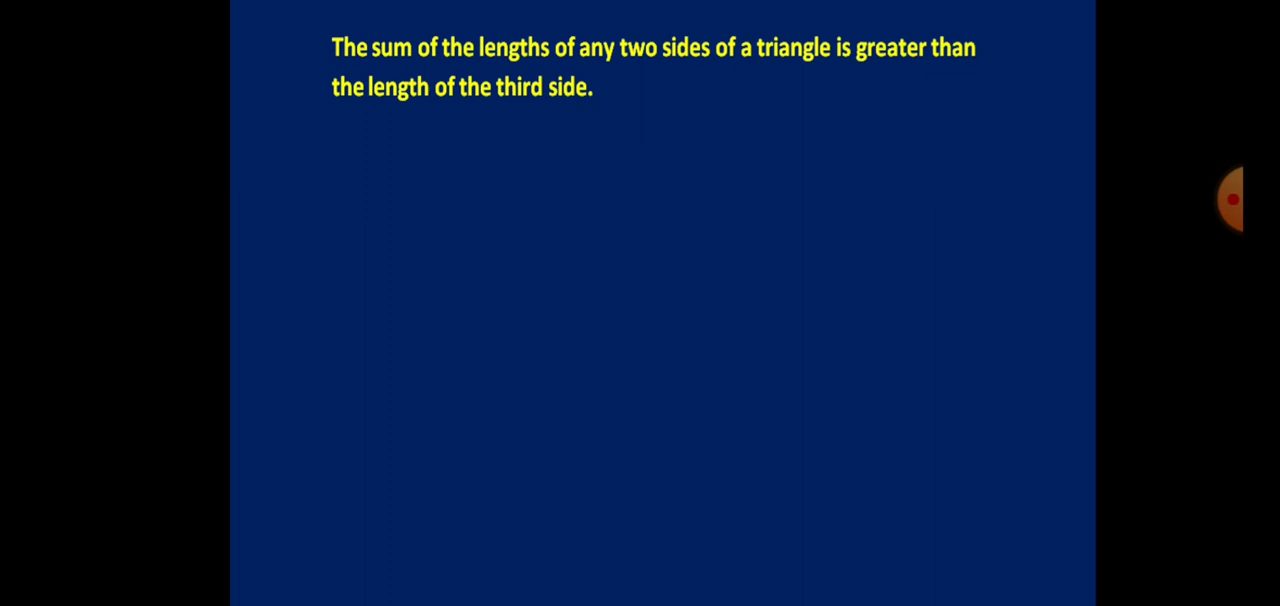 The sum of the lengths of any two sides of a triangle is greater than
the length of the third side.